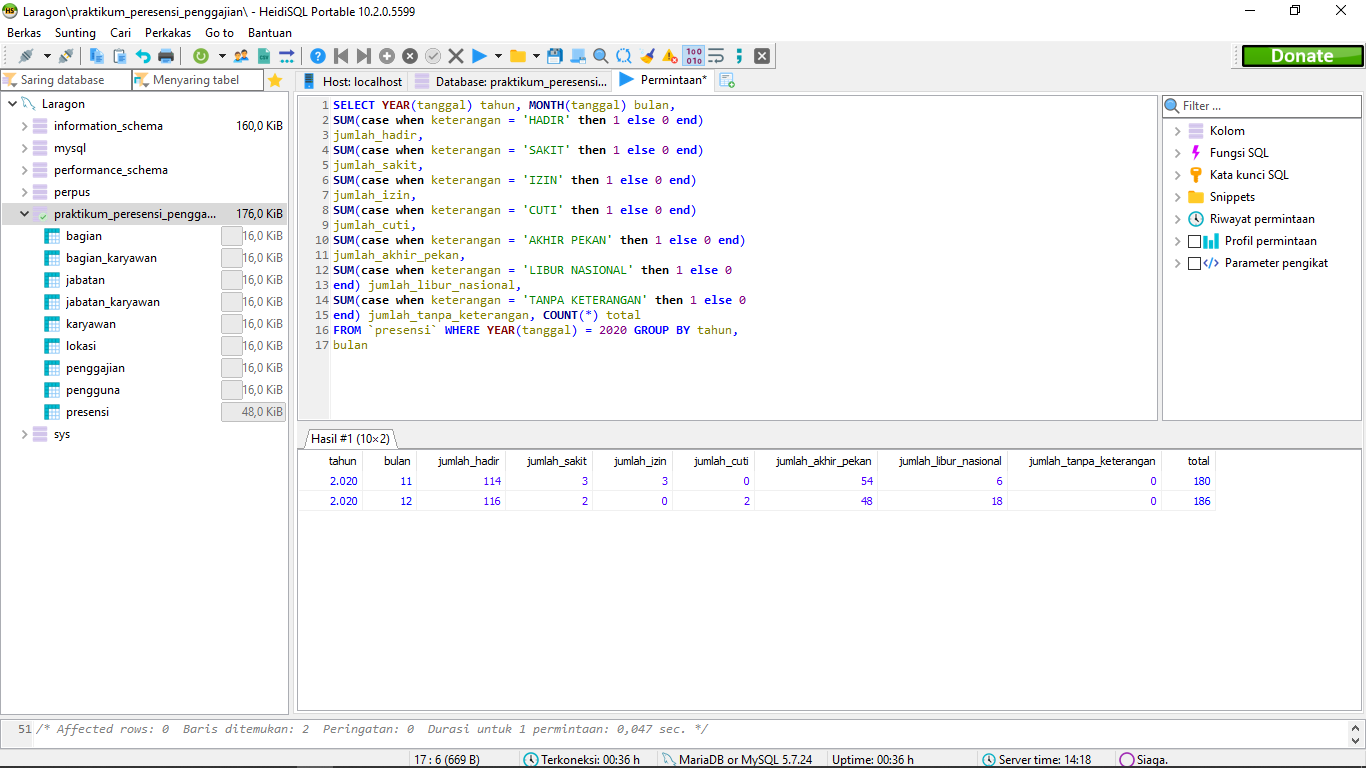 Laragon\praktikum_peresensi_penggajian\ - HeidiSQL Portable 10.2.0.5599
Berkas Sunting Cari Perkakas Go to Bantuan
Donate
Saring database Menyaring tabel
Host: localhost Database: praktikum_peresensi... Permintaan*
Laragon
information_schema 160,0 KiB
mysql
performance_schema
perpus
praktikum_peresensi_pengga... 176,0 KiB
bagian 16,0 KiB
bagian_karyawan 16,0 KiB
jabatan 16,0 KiB
jabatan_karyawan 16,0 KiB
karyawan 16,0 KiB
lokasi 16,0 KiB
penggajian 16,0 KiB
pengguna 16,0 KiB
presensi 48,0 KiB
sys
1 SELECT YEAR(tanggal) tahun, MONTH(tanggal) bulan,
2 SUM(case when keterangan = 'HADIR' then 1 else 0 end)
3 jumlah_hadir,
4 SUM(case when keterangan = 'SAKIT' then 1 else 0 end)
5 jumlah_sakit,
6 SUM(case when keterangan = 'IZIN' then 1 else 0 end)
7 jumlah_izin,
8 SUM(case when keterangan = 'CUTI' then 1 else 0 end)
9 jumlah_cuti,
10 SUM(case when keterangan = 'AKHIR PEKAN' then 1 else 0 end)
11 jumlah_akhir_pekan,
12 SUM(case when keterangan = 'LIBUR NASIONAL' then 1 else 0
13 end) jumlah_libur_nasional,
14 SUM(case when keterangan = 'TANPA KETERANGAN' then 1 else 0
15 end) jumlah_tanpa_keterangan, COUNT(*) total
16 FROM `presensi` WHERE YEAR(tanggal) = 2020 GROUP BY tahun,
17 bulan
Filter ...
Kolom
Fungsi SQL
Kata kunci SQL
Snippets
Riwayat permintaan
Profil permintaan
Parameter pengikat
Hasil #1 (10×2)
tahun bulan jumlah_hadir jumlah_sakit jumlah_izin jumlah_cuti jumlah_akhir_pekan jumlah_libur_nasional jumlah_tanpa_keterangan total
2.020 11 114 3 3 0 54 6 0 180
2.020 12 116 2 0 2 48 18 0 186
51 /* Affected rows: 0 Baris ditemukan: 2 Peringatan: 0 Durasi untuk 1 permintaan: 0,047 sec. */
17 : 6 (669 B) Terkoneksi: 00:36 h MariaDB or MySQL 5.7.24 Uptime: 00:36 h Server time: 14:18 Siaga.